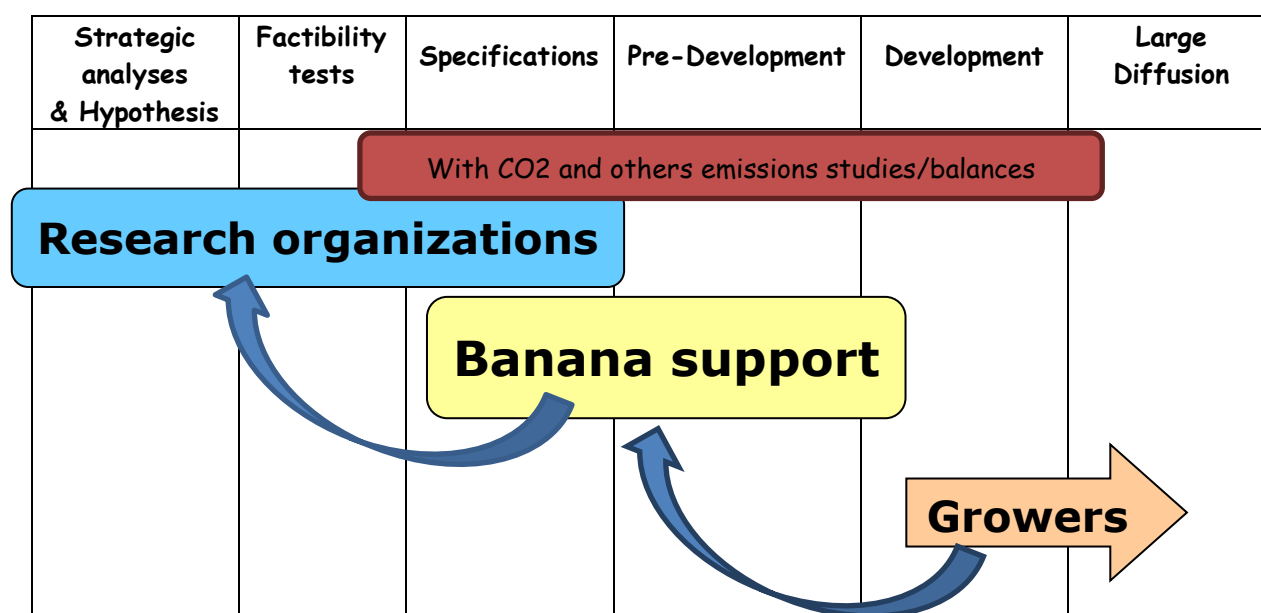 Strategic
analyses
& Hypothesis
Factibility
tests
Specifications
Pre-Development
Development
Large
Diffusion
With CO2 and others emissions studies/balances
Research organizations
Banana support
Growers